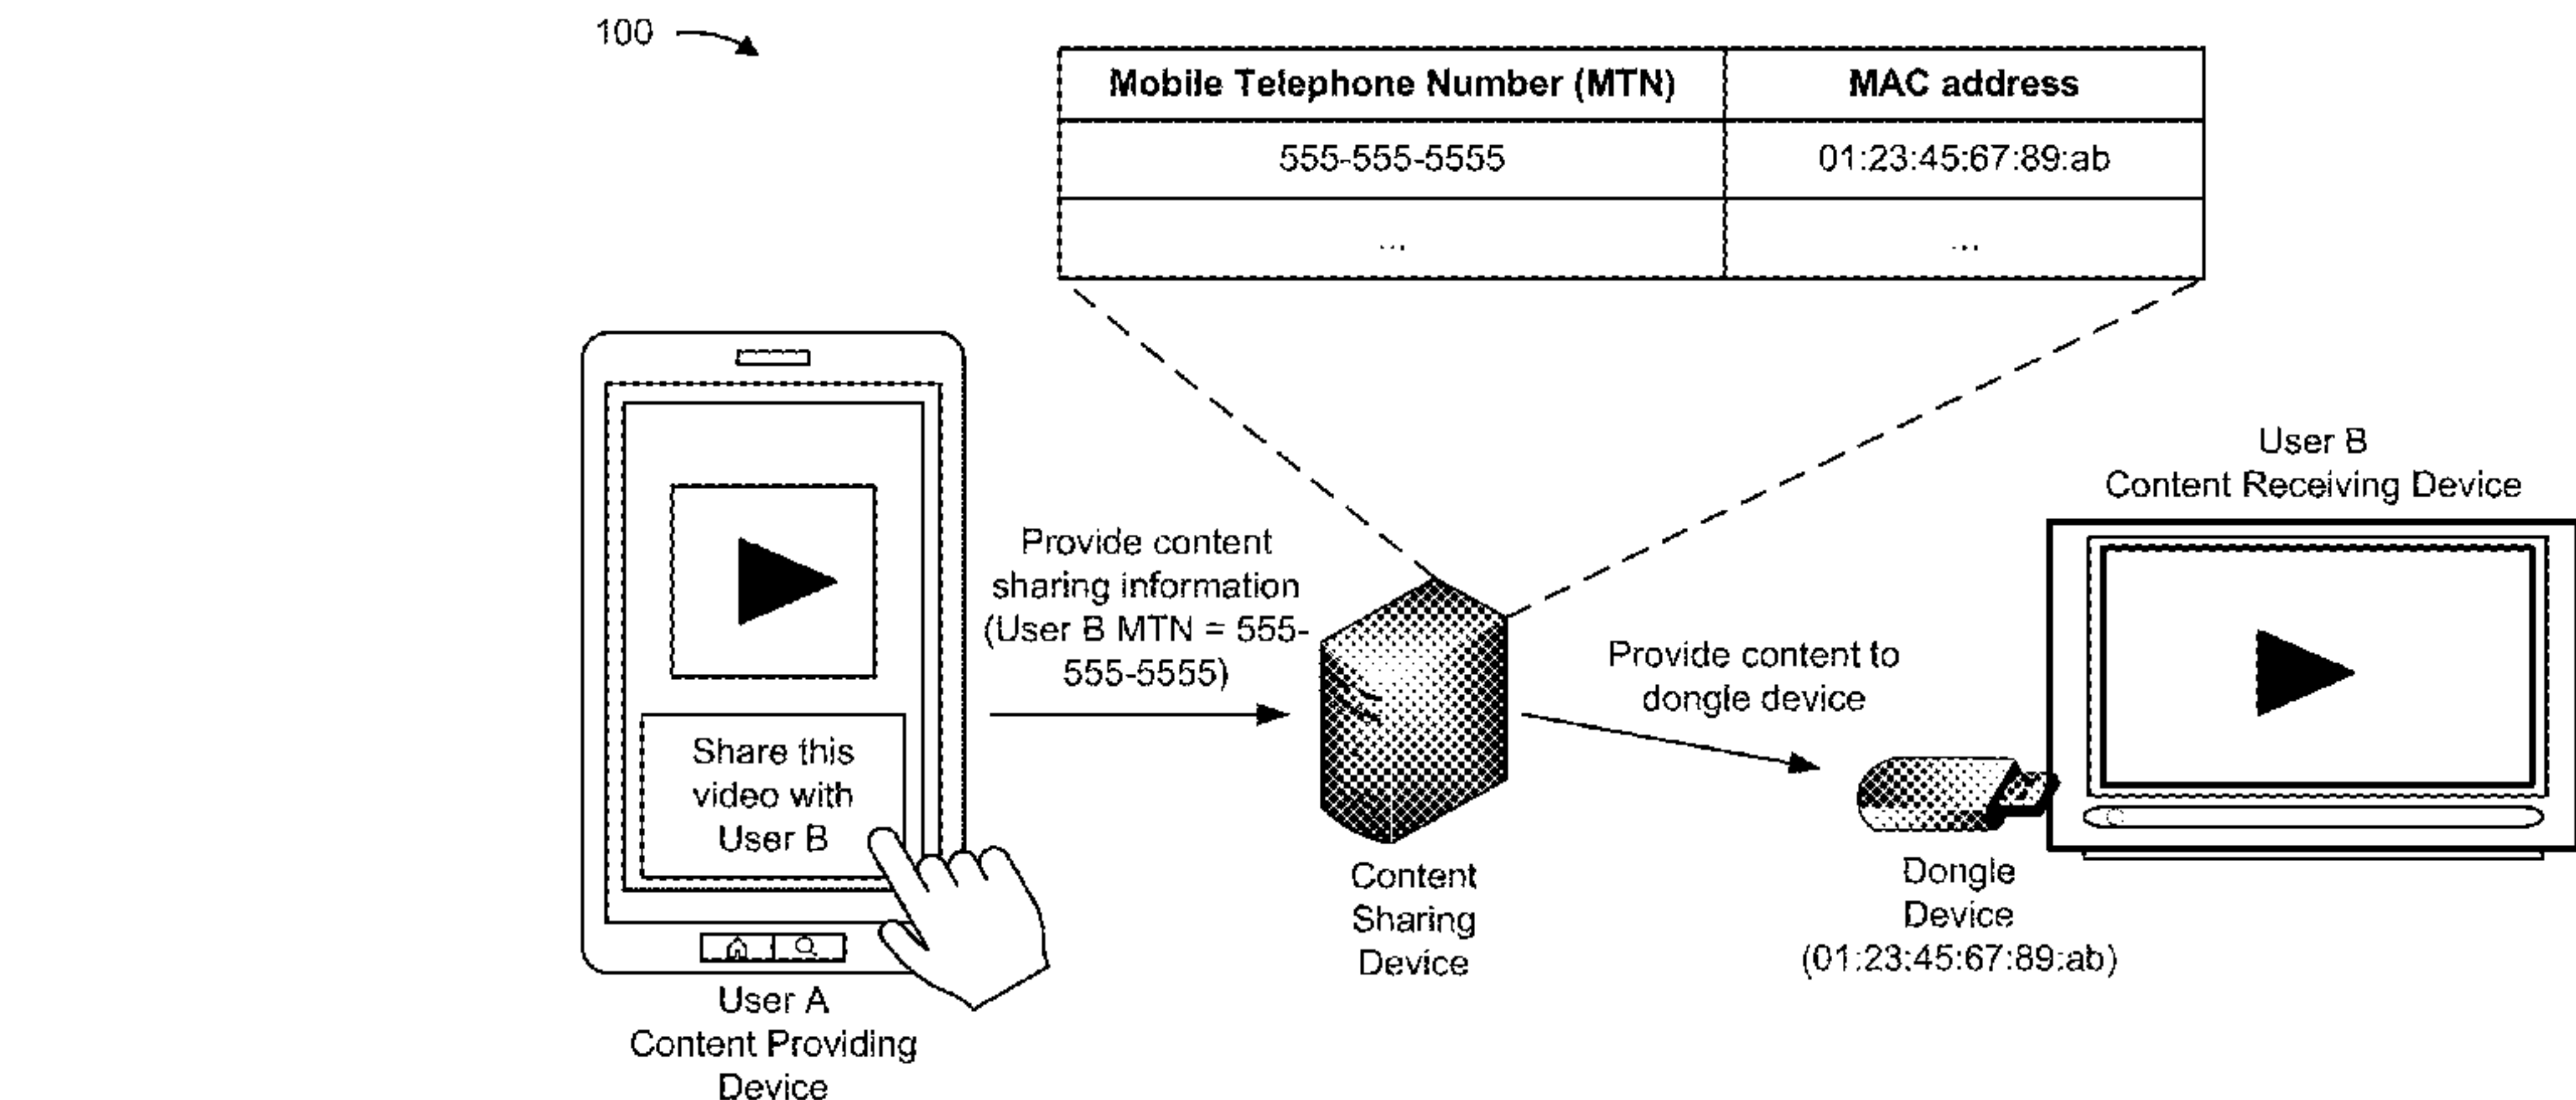 100
Mobile Telephone Number (MTN) MAC address
555-555-5555 01:23:45:67:89:ab
... ...
Share this
video with
User B
User A
Content Providing
Device
Provide content
sharing information
(User B MTN = 555-
555-5555)
Content
Sharing
Device
Provide content to
dongle device
Dongle
Device
(01:23:45:67:89:ab)
User B
Content Receiving Device